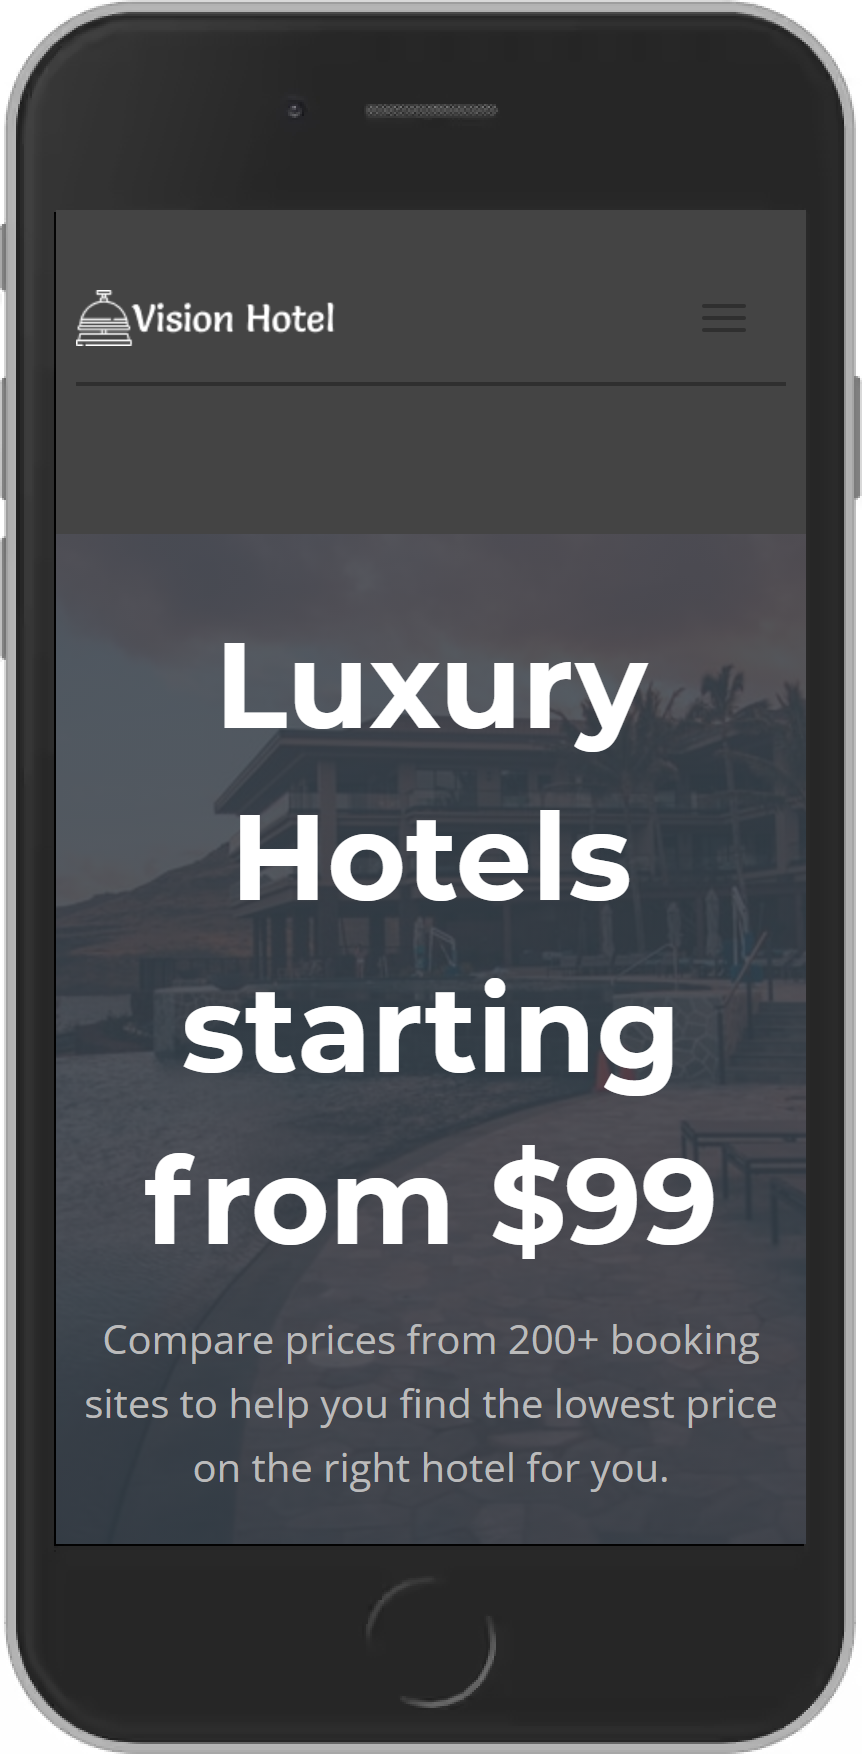 Vision Hotel
Luxury
Hotels
starting
from $99
Compare prices from 200+ booking
sites to help you find the lowest price
on the right hotel for you.